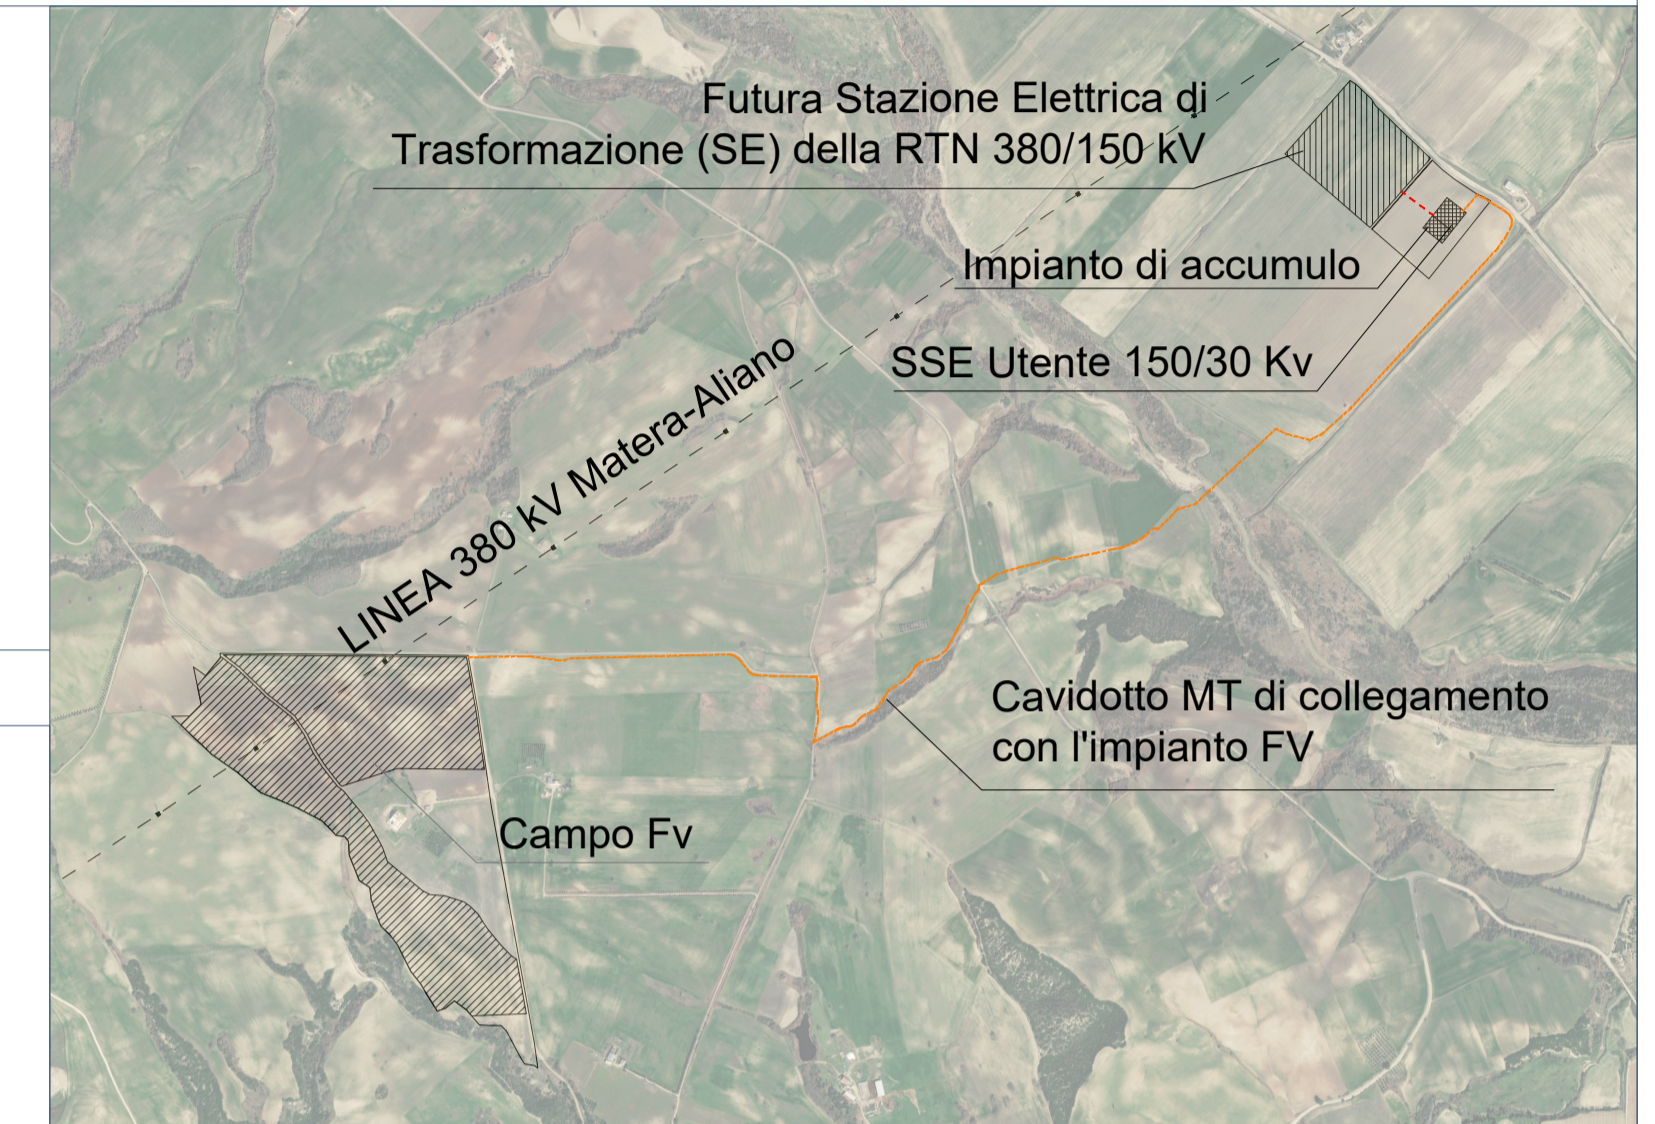 Futura Stazione Elettrica di
Trasformazione (SE) della RTN 380/150 kV
Impianto di accumulo
SSE Utente 150/30 Kv
LINEA 380 kV Matera-Aliano
Cavidotto MT di collegamento
con l'impianto FV
Campo Fv